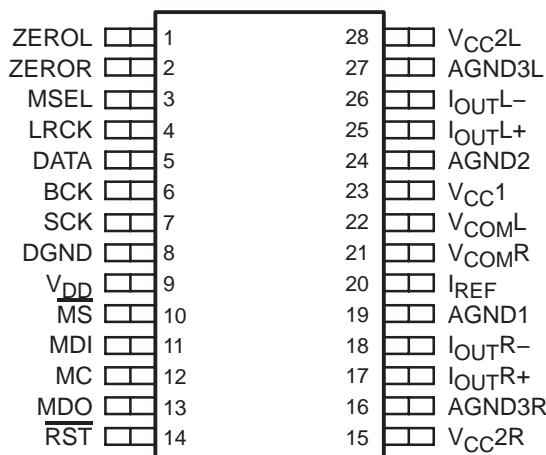 ZEROL 1 28 VCC2L
ZEROR 2 27 AGND3L
MSEL 3 26 IOUTL−
LRCK 4 25 IOUTL+
DATA 5 24 AGND2
BCK 6 23 VCC1
SCK 7 22 VCOML
DGND 8 21 VCOMR
VDD 9 20 IREF
M̅S̅ 10 19 AGND1
MDI 11 18 IOUTR−
MC 12 17 IOUTR+
MDO 13 16 AGND3R
R̅S̅T̅ 14 15 VCC2R